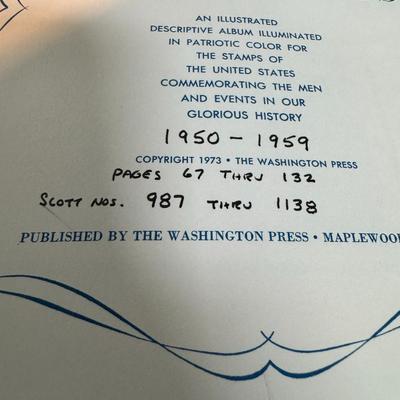 AN ILLUSTRATED
DESCRIPTIVE ALBUM ILLUMINATED
IN PATRIOTIC COLOR FOR
THE STAMPS OF
THE UNITED STATES
COMMEMORATING THE MEN
AND EVENTS IN OUR
GLORIOUS HISTORY
1950 - 1959
COPYRIGHT 1973 • THE WASHINGTON PRESS
PAGES 67 THRU 132
SCOTT NOS. 987 THRU 1138
PUBLISHED BY THE WASHINGTON PRESS • MAPLEWOO